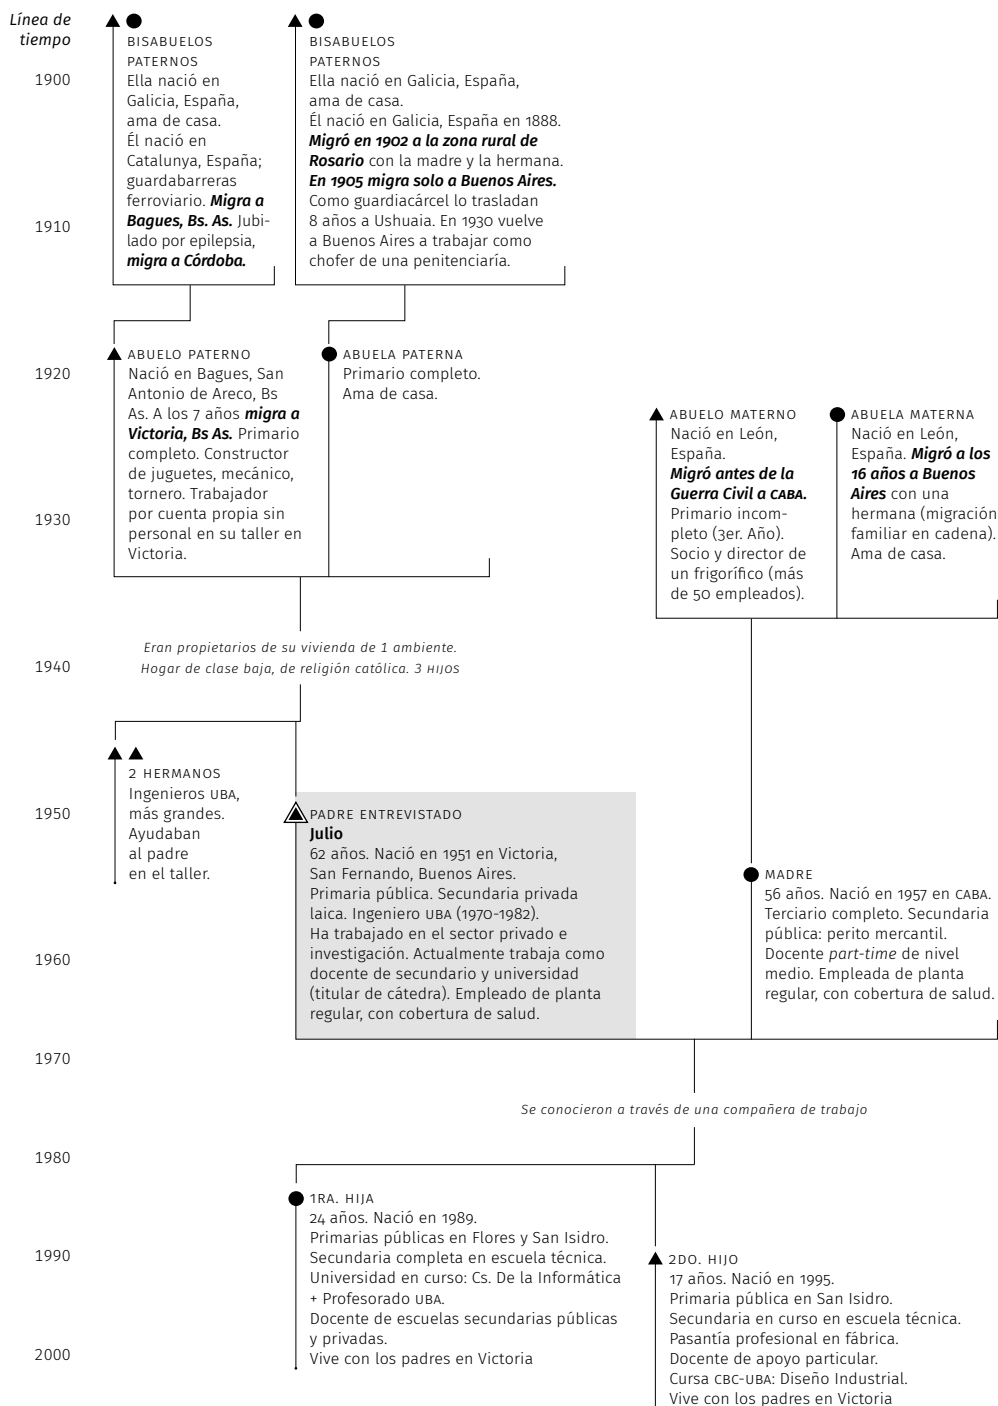 Línea de
tiempo
1900
1910
1920
1930
1940
1950
1960
1970
1980
1990
2000
BISABUELOS
PATERNOS
Ella nació en
Galicia, España,
ama de casa.
Él nació en
Catalunya, España;
guardabarreras
ferroviario. Migra a
Bagues, Bs. As. Jubi-
lado por epilepsia,
migra a Córdoba.
BISABUELOS
PATERNOS
Ella nació en Galicia, España,
ama de casa.
Él nació en Galicia, España en 1888.
Migró en 1902 a la zona rural de
Rosario con la madre y la hermana.
En 1905 migra solo a Buenos Aires.
Como guardiacárcel lo trasladan
8 años a Ushuaia. En 1930 vuelve
a Buenos Aires a trabajar como
chofer de una penitenciaría.
ABUELO PATERNO
Nació en Bagues, San
Antonio de Areco, Bs
As. A los 7 años migra a
Victoria, Bs As. Primario
completo. Constructor
de juguetes, mecánico,
tornero. Trabajador
por cuenta propia sin
personal en su taller en
Victoria.
ABUELA PATERNA
Primario completo.
Ama de casa.
ABUELO MATERNO
Nació en León,
España.
Migró antes de la
Guerra Civil a CABA.
Primario incom-
pleto (3er. Año).
Socio y director de
un frigorífico (más
de 50 empleados).
ABUELA MATERNA
Nació en León,
España. Migró a los
16 años a Buenos
Aires con una
hermana (migración
familiar en cadena).
Ama de casa.
Eran propietarios de su vivienda de 1 ambiente.
Hogar de clase baja, de religión católica. 3 HIJOS
2 HERMANOS
Ingenieros UBA,
más grandes.
Ayudaban
al padre
en el taller.
PADRE ENTREVISTADO
Julio
62 años. Nació en 1951 en Victoria,
San Fernando, Buenos Aires.
Primaria pública. Secundaria privada
laica. Ingeniero UBA (1970-1982).
Ha trabajado en el sector privado e
investigación. Actualmente trabaja como
docente de secundario y universidad
(titular de cátedra). Empleado de planta
regular, con cobertura de salud.
MADRE
56 años. Nació en 1957 en CABA.
Terciario completo. Secundaria
pública: perito mercantil.
Docente part-time de nivel
medio. Empleada de planta
regular, con cobertura de salud.
Se conocieron a través de una compañera de trabajo
1RA. HIJA
24 años. Nació en 1989.
Primarias públicas en Flores y San Isidro.
Secundaria completa en escuela técnica.
Universidad en curso: Cs. De la Informática
+ Profesorado UBA.
Docente de escuelas secundarias públicas
y privadas.
Vive con los padres en Victoria
2DO. HIJO
17 años. Nació en 1995.
Primaria pública en San Isidro.
Secundaria en curso en escuela técnica.
Pasantía profesional en fábrica.
Docente de apoyo particular.
Cursa CBC-UBA: Diseño Industrial.
Vive con los padres en Victoria